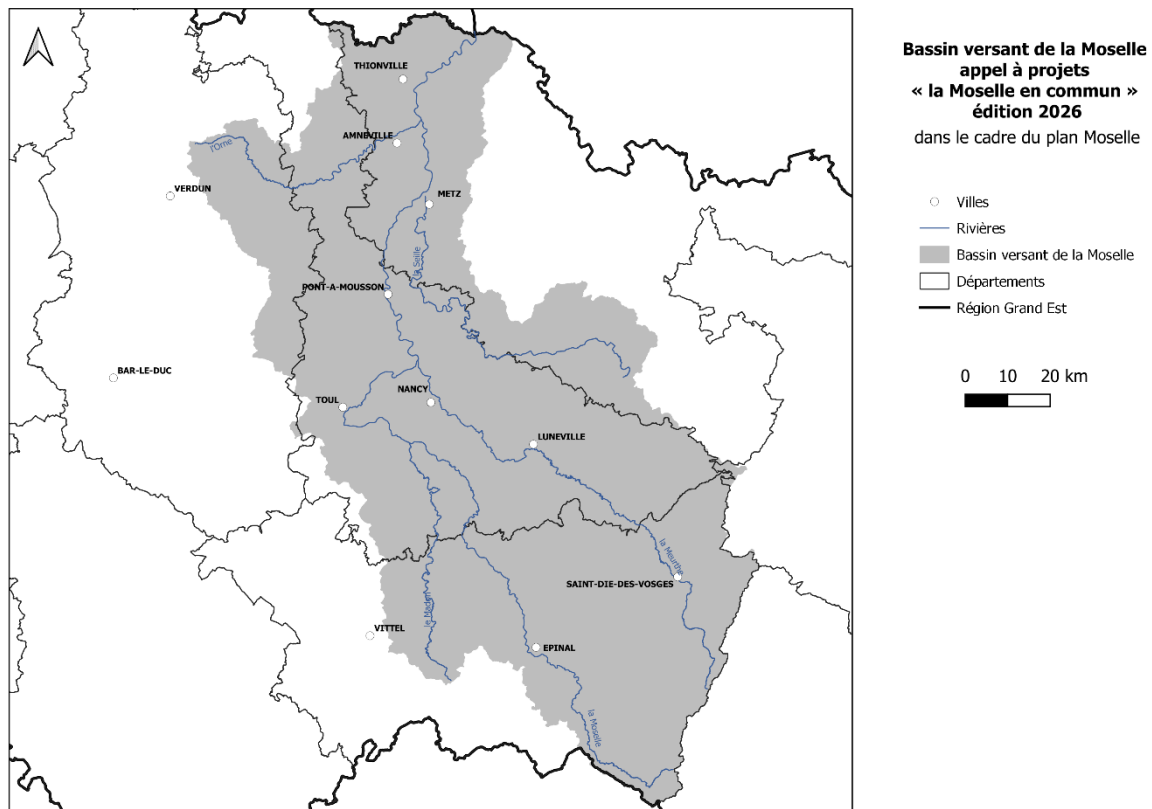 Bassin versant de la Moselle
appel à projets
« la Moselle en commun »
édition 2026
dans le cadre du plan Moselle
Villes
Rivières
Bassin versant de la Moselle
Départements
Région Grand Est
0 10 20 km
THIONVILLE
AMNEVILLE
l'Orne
VERDUN
METZ
la Seille
PONT-A-MOUSSON
BAR-LE-DUC
TOUL
NANCY
LUNEVILLE
la Meurthe
SAINT-DIE-DES-VOSGES
le Madon
VITTEL
EPINAL
la Moselle